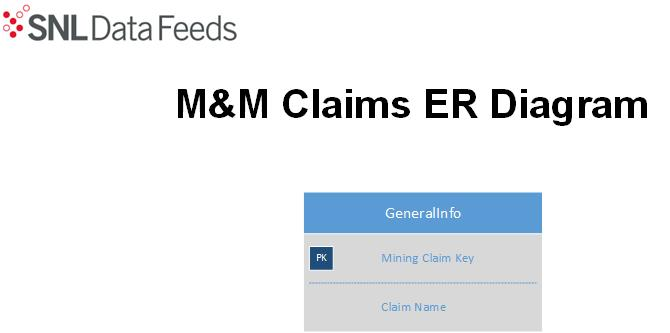 SNL Data Feeds
M&M Claims ER Diagram
GeneralInfo
PK Mining Claim Key
Claim Name